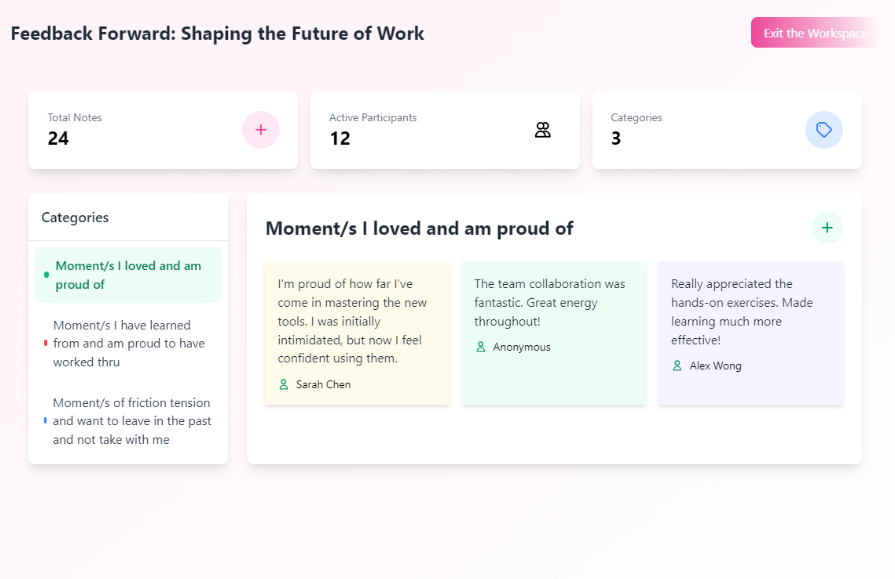 Feedback Forward: Shaping the Future of Work
Exit the Workspace
Total Notes
24
Active Participants
12
Categories
3
Categories
Moment/s I loved and am
proud of
Moment/s I have learned
from and am proud to have
worked thru
Moment/s of friction tension
and want to leave in the past
and not take with me
Moment/s I loved and am proud of
I'm proud of how far I've
come in mastering the new
tools. I was initially
intimidated, but now I feel
confident using them.
Sarah Chen
The team collaboration was
fantastic. Great energy
throughout!
Anonymous
Really appreciated the
hands-on exercises. Made
learning much more
effective!
Alex Wong